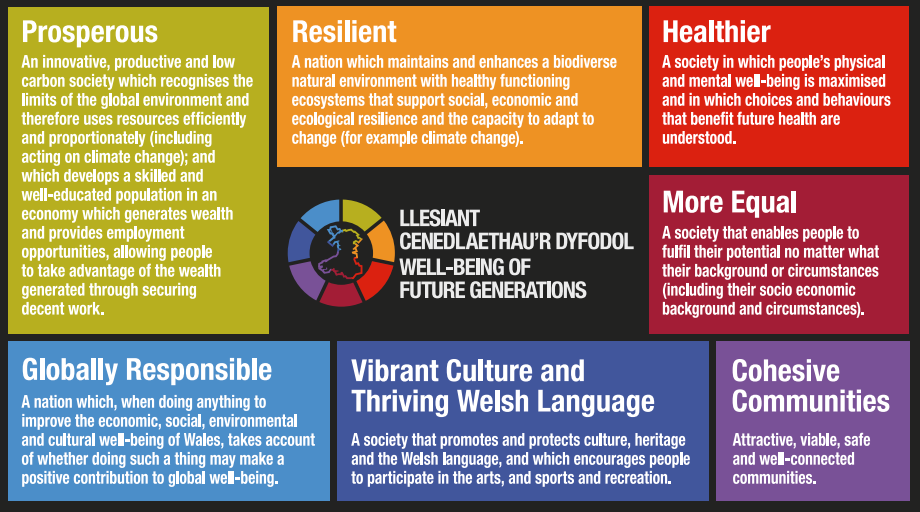 Prosperous
An innovative, productive and low
carbon society which recognises the
limits of the global environment and
therefore uses resources efficiently
and proportionately (including
acting on climate change); and
which develops a skilled and
well-educated population in an
economy which generates wealth
and provides employment
opportunities, allowing people
to take advantage of the wealth
generated through securing
decent work.
Resilient
A nation which maintains and enhances a biodiverse
natural environment with healthy functioning
ecosystems that support social, economic and
ecological resilience and the capacity to adapt to
change (for example climate change).
Healthier
A society in which people's physical
and mental well-being is maximised
and in which choices and behaviours
that benefit future health are
understood.
LLESIANT
CENEDLAETHAU'R DYFODOL
WELL-BEING OF
FUTURE GENERATIONS
More Equal
A society that enables people to
fulfil their potential no matter what
their background or circumstances
(including their socio economic
background and circumstances).
Globally Responsible
A nation which, when doing anything to
improve the economic, social, environmental
and cultural well-being of Wales, takes account
of whether doing such a thing may make a
positive contribution to global well-being.
Vibrant Culture and
Thriving Welsh Language
A society that promotes and protects culture, heritage
and the Welsh language, and which encourages people
to participate in the arts, and sports and recreation.
Cohesive
Communities
Attractive, viable, safe
and well-connected
communities.